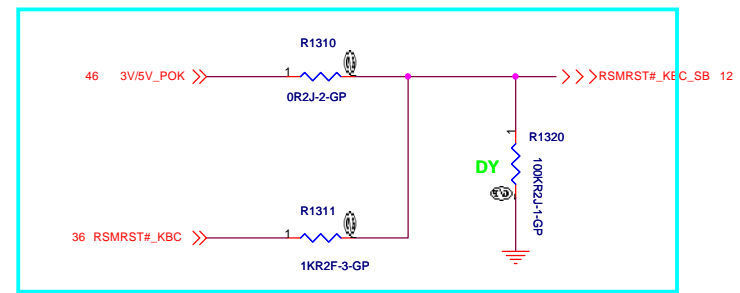 R1310
46 3V/5V_POK 1 RSMRST#_KBC_SB 12
0R2J-2-GP
1
R1320
DY
100KR2J-1-GP
R1311
36 RSMRST#_KBC 1
1KR2F-3-GP